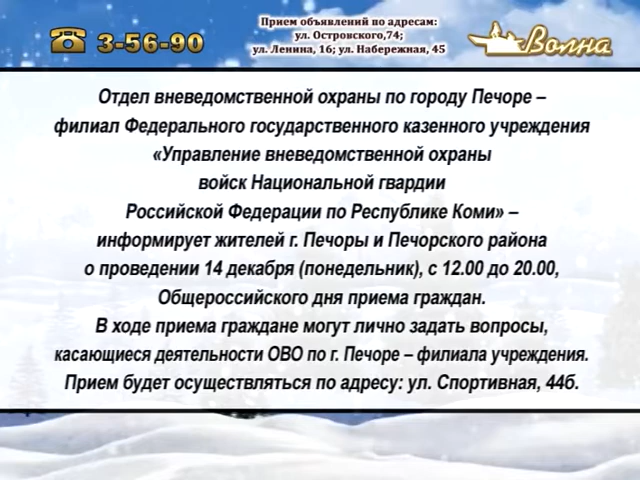 3-56-90
Прием объявлений по адресам:
ул. Островского,74;
ул. Ленина, 16; ул. Набережная, 45
Волна
Отдел вневедомственной охраны по городу Печоре –
филиал Федерального государственного казенного учреждения
«Управление вневедомственной охраны
войск Национальной гвардии
Российской Федерации по Республике Коми» –
информирует жителей г. Печоры и Печорского района
о проведении 14 декабря (понедельник), с 12.00 до 20.00,
Общероссийского дня приема граждан.
В ходе приема граждане могут лично задать вопросы,
касающиеся деятельности ОВО по г. Печоре – филиала учреждения.
Прием будет осуществляться по адресу: ул. Спортивная, 44б.